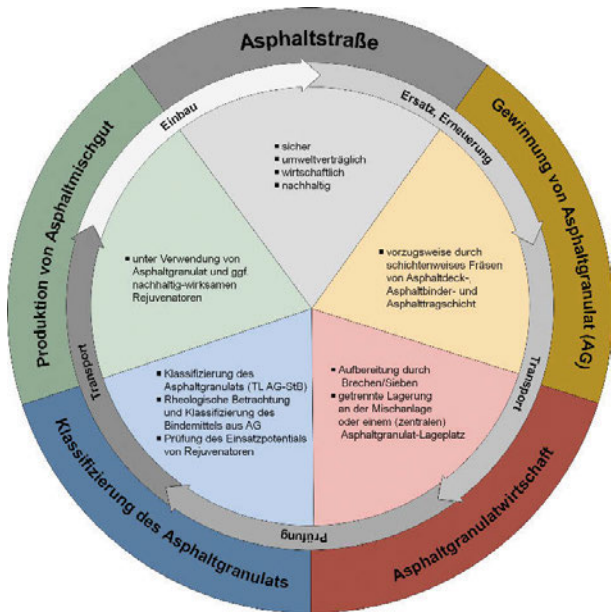 Asphaltstraße
Einbau
Ersatz, Erneuerung
▪ sicher
▪ umweltverträglich
▪ wirtschaftlich
▪ nachhaltig
Gewinnung von Asphaltgranulat (AG)
▪ vorzugsweise durch
schichtenweises Fräsen
von Asphaltdeck-,
Asphaltbinder- und
Asphalttragschicht
Transport
Asphaltgranulatwirtschaft
▪ Aufbereitung durch
Brechen/Sieben
▪ getrennte Lagerung
an der Mischanlage
oder einem (zentralen)
Asphaltgranulat-Lageplatz
Prüfung
Klassifizierung des Asphaltgranulats
▪ Klassifizierung des
Asphaltgranulats (TL AG-StB)
▪ Rheologische Betrachtung
und Klassifizierung des
Bindemittels aus AG
▪ Prüfung des Einsatzpotentials
von Rejuvenatoren
Transport
Produktion von Asphaltmischgut
▪ unter Verwendung von
Asphaltgranulat und ggf
nachhaltig-wirksamen
Rejuvenatoren